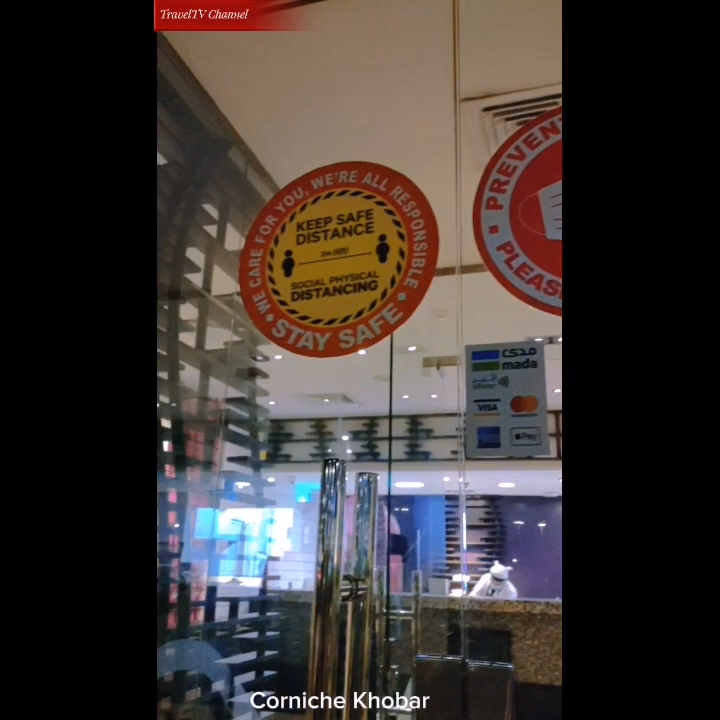 TravelTV Channel
WE CARE FOR YOU, WE'RE ALL RESPONSIBLE
KEEP SAFE
DISTANCE
SOCIAL PHYSICAL
DISTANCING
STAY SAFE
PREVEN
PLEAS
مدى
mada
VISA
Pay
Corniche Khobar